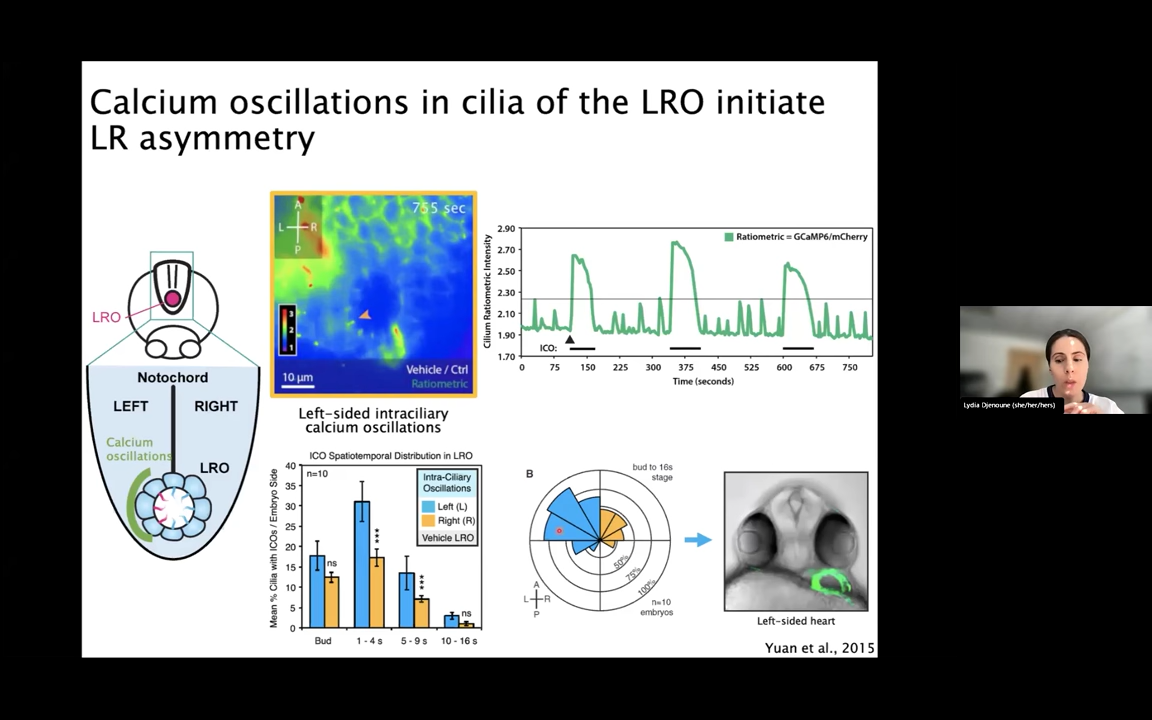 Calcium oscillations in cilia of the LRO initiate
LR asymmetry
LRO
Notochord
LEFT
RIGHT
Calcium
oscillations
LRO
A
L
R
P
755 sec
3
2
1
10 µm
Vehicle / Ctrl
Ratiometric
Left-sided intraciliary
calcium oscillations
Cilium Ratiometric Intensity
2.90
2.70
2.50
2.30
2.10
1.90
1.70
Ratiometric = GCaMP6/mCherry
ICO:
0
75
150
225
300
375
450
525
600
675
750
Time (seconds)
ICO Spatiotemporal Distribution in LRO
Mean % Cilia with ICOs / Embryo Side
40
35
30
25
20
15
10
5
0
n=10
Intra-Ciliary
Oscillations
Left (L)
Right (R)
Vehicle LRO
ns
***
***
ns
Bud
1 - 4 s
5 - 9 s
10 - 16 s
B
bud to 16s
stage
50%
75%
100%
A
L
R
P
n=10
embryos
Left-sided heart
Yuan et al., 2015
Lydia Djenoune (she/her/hers)